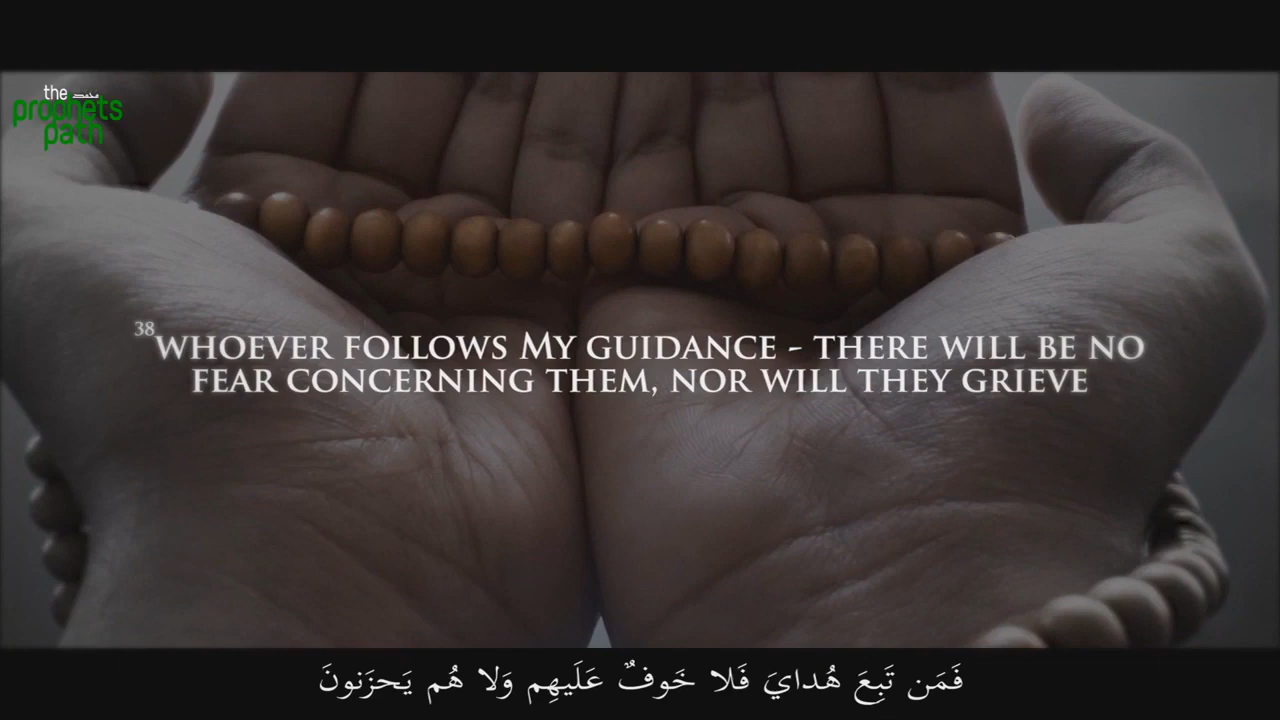 the
prophets
path
38 WHOEVER FOLLOWS MY GUIDANCE - THERE WILL BE NO
FEAR CONCERNING THEM, NOR WILL THEY GRIEVE
فَمَن تَبِعَ هُدايَ فَلا خَوفٌ عَلَيهِم وَلا هُم يَحزَنونَ